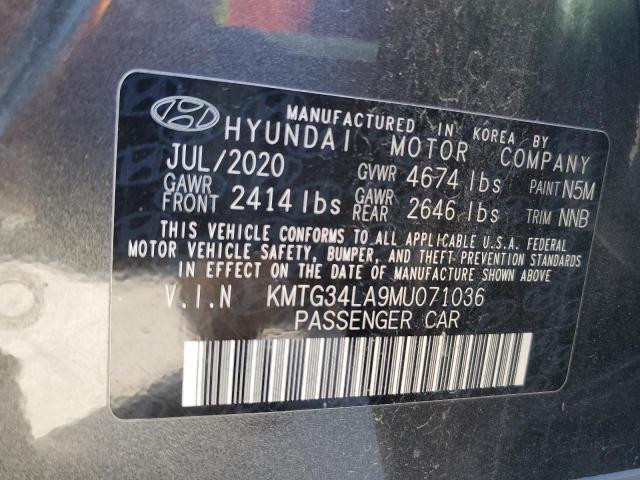 MANUFACTURED IN KOREA BY
HYUNDAI MOTOR COMPANY
JUL/2020 GVWR 4674 lbs PAINT N5M
GAWR FRONT 2414 lbs GAWR REAR 2646 lbs TRIM NNB
THIS VEHICLE CONFORMS TO ALL APPLICABLE U.S.A. FEDERAL
MOTOR VEHICLE SAFETY, BUMPER, AND THEFT PREVENTION STANDARDS
IN EFFECT ON THE DATE OF MANUFACTURE SHOWN ABOVE
V.I.N KMTG34LA9MU071036
PASSENGER CAR